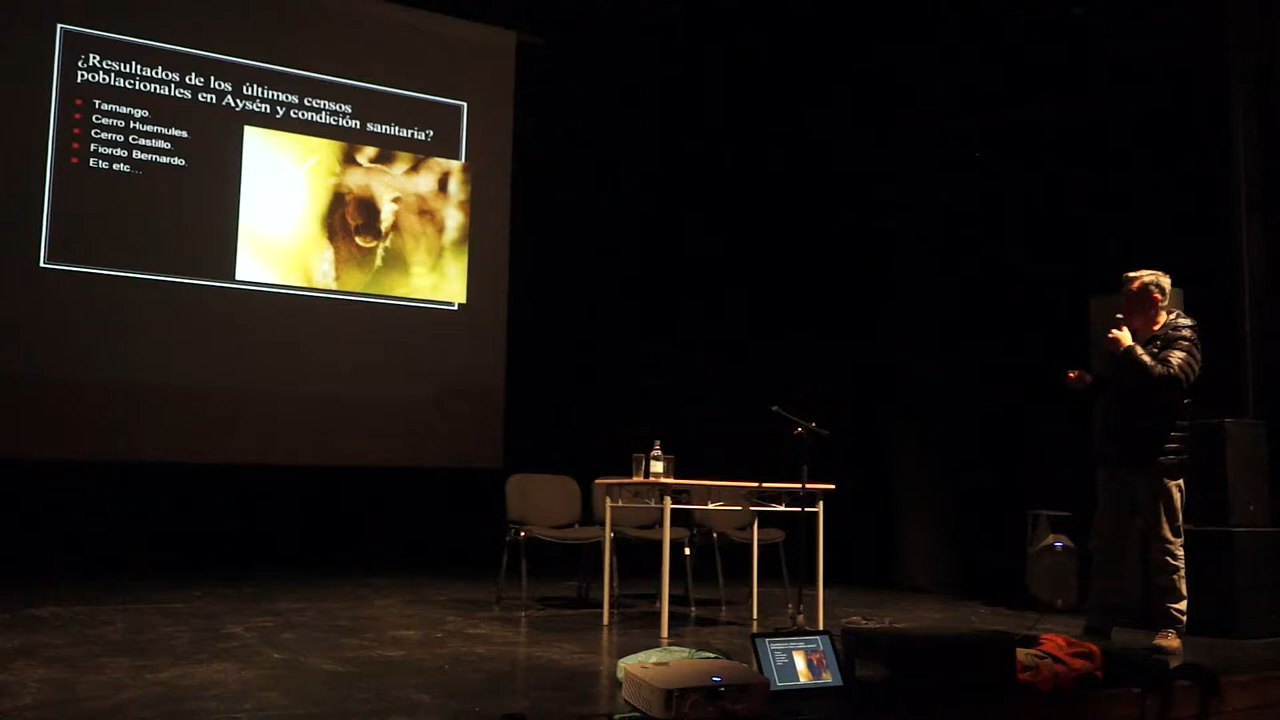 ¿Resultados de los últimos censos
poblacionales en Aysén y condición sanitaria?
Tamango.
Cerro Huemules.
Cerro Castillo.
Fiordo Bernardo.
Etc etc...